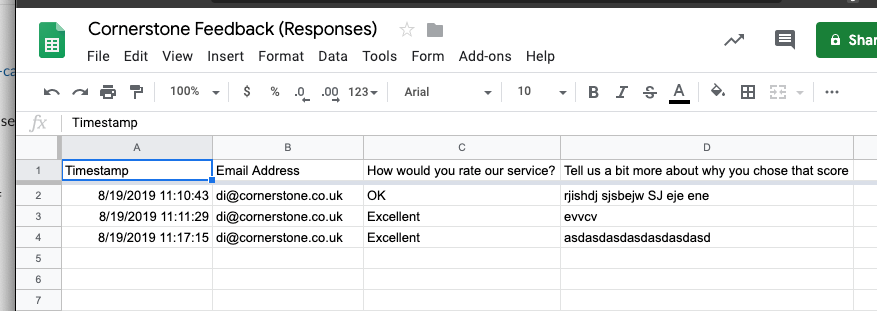 Cornerstone Feedback (Responses)
File Edit View Insert Format Data Tools Form Add-ons Help
100% $ % .0 .00 123 Arial 10 B I S A
fx Timestamp
A B C D
1 Timestamp Email Address How would you rate our service? Tell us a bit more about why you chose that score
2 8/19/2019 11:10:43 di@cornerstone.co.uk OK rjishdj sjsbejw SJ eje ene
3 8/19/2019 11:11:29 di@cornerstone.co.uk Excellent evvcv
4 8/19/2019 11:17:15 di@cornerstone.co.uk Excellent asdasdasdasdasdasdasd
5
6
7